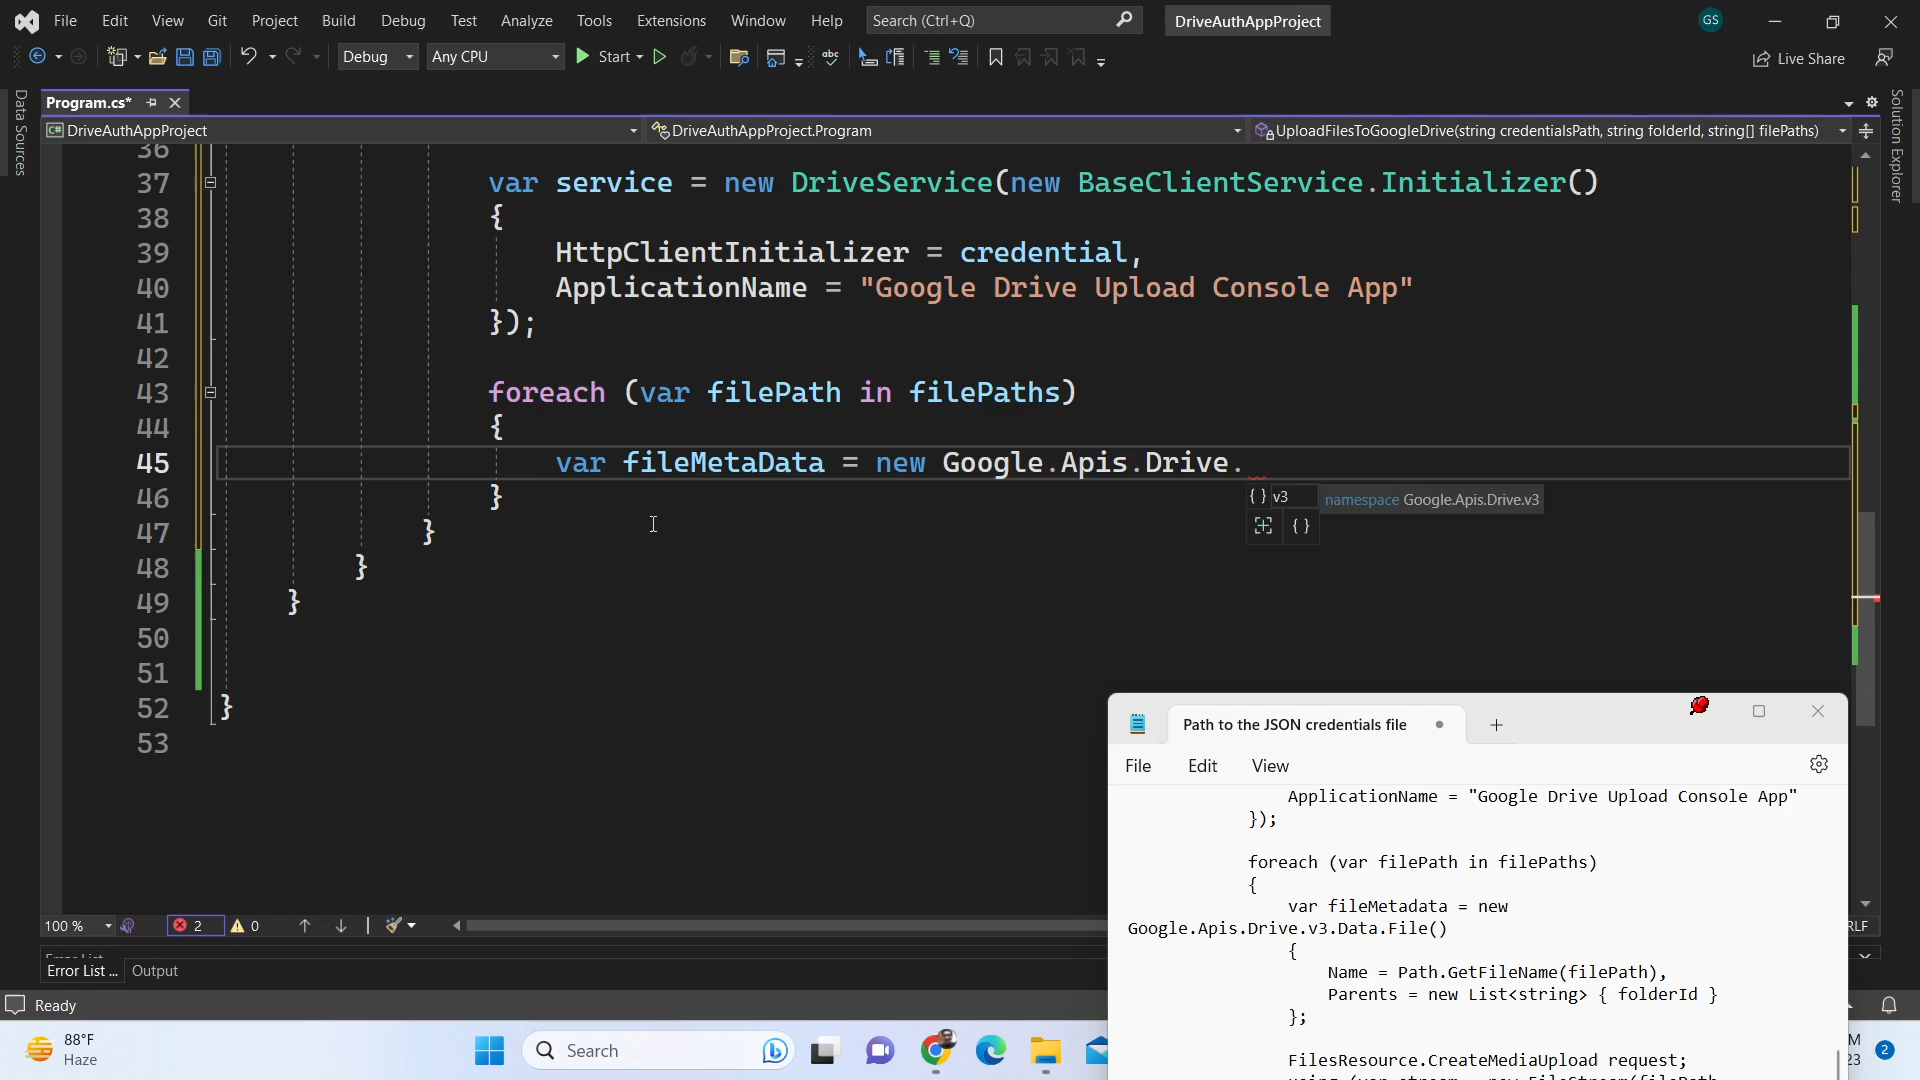 File Edit View Git Project Build Debug Test Analyze Tools Extensions Window Help Search (Ctrl+Q) DriveAuthAppProject GS
Debug Any CPU Start Live Share
Data Sources
Solution Explorer
Program.cs*
DriveAuthAppProject DriveAuthAppProject.Program UploadFilesToGoogleDrive(string credentialsPath, string folderId, string[] filePaths)
36
37 var service = new DriveService(new BaseClientService.Initializer()
38 {
39 HttpClientInitializer = credential,
40 ApplicationName = "Google Drive Upload Console App"
41 });
42
43 foreach (var filePath in filePaths)
44 {
45 var fileMetaData = new Google.Apis.Drive.
46 }
{ } v3 namespace Google.Apis.Drive.v3
{ }
47 }
48 }
49 }
50
51
52 }
53
Path to the JSON credentials file
File Edit View
ApplicationName = "Google Drive Upload Console App"
});
foreach (var filePath in filePaths)
{
var fileMetadata = new
Google.Apis.Drive.v3.Data.File()
{
Name = Path.GetFileName(filePath),
Parents = new List<string> { folderId }
};
FilesResource.CreateMediaUpload request;
100 % 2 0 RLF
Error List ... Output
Ready
88°F
Haze
Search
M
23
2